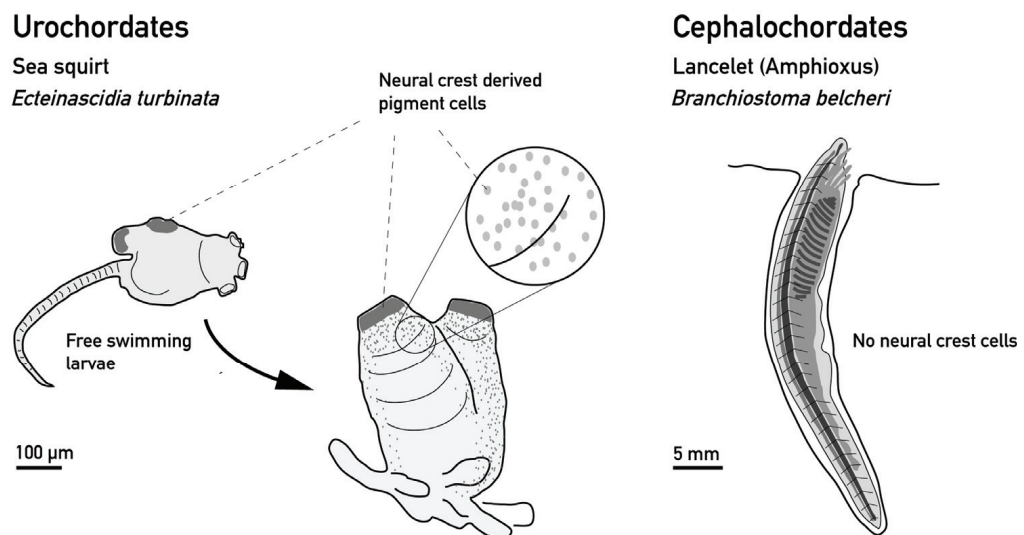 Urochordates
Sea squirt
Ecteinascidia turbinata
Neural crest derived
pigment cells
Free swimming
larvae
100 µm
Cephalochordates
Lancelet (Amphioxus)
Branchiostoma belcheri
No neural crest cells
5 mm